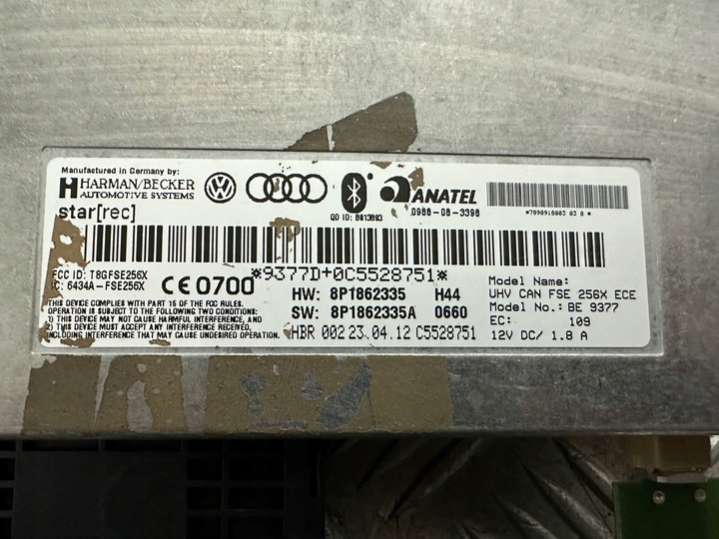 Manufactured in Germany by:
HARMAN/BECKER
AUTOMOTIVE SYSTEMS
star[rec]
QD ID: B013893
ANATEL
0988-08-3398
FCC ID: T8GFSE256X
IC: 6434A-FSE256X
CE 0700
*9377D+0C5528751*
HW: 8P1862335 H44
SW: 8P1862335A 0660
HBR 002 23.04.12 C5528751
THIS DEVICE COMPLIES WITH PART 15 OF THE FCC RULES.
OPERATION IS SUBJECT TO THE FOLLOWING TWO CONDITIONS:
1) THIS DEVICE MAY NOT CAUSE HARMFUL INTERFERENCE, AND
2) THIS DEVICE MUST ACCEPT ANY INTERFERENCE RECEIVED,
INCLUDING INTERFERENCE THAT MAY CAUSE UNDESIRED OPERATION.
Model Name:
UHV CAN FSE 256X ECE
Model No.: BE 9377
EC: 109
12V DC/ 1.8 A